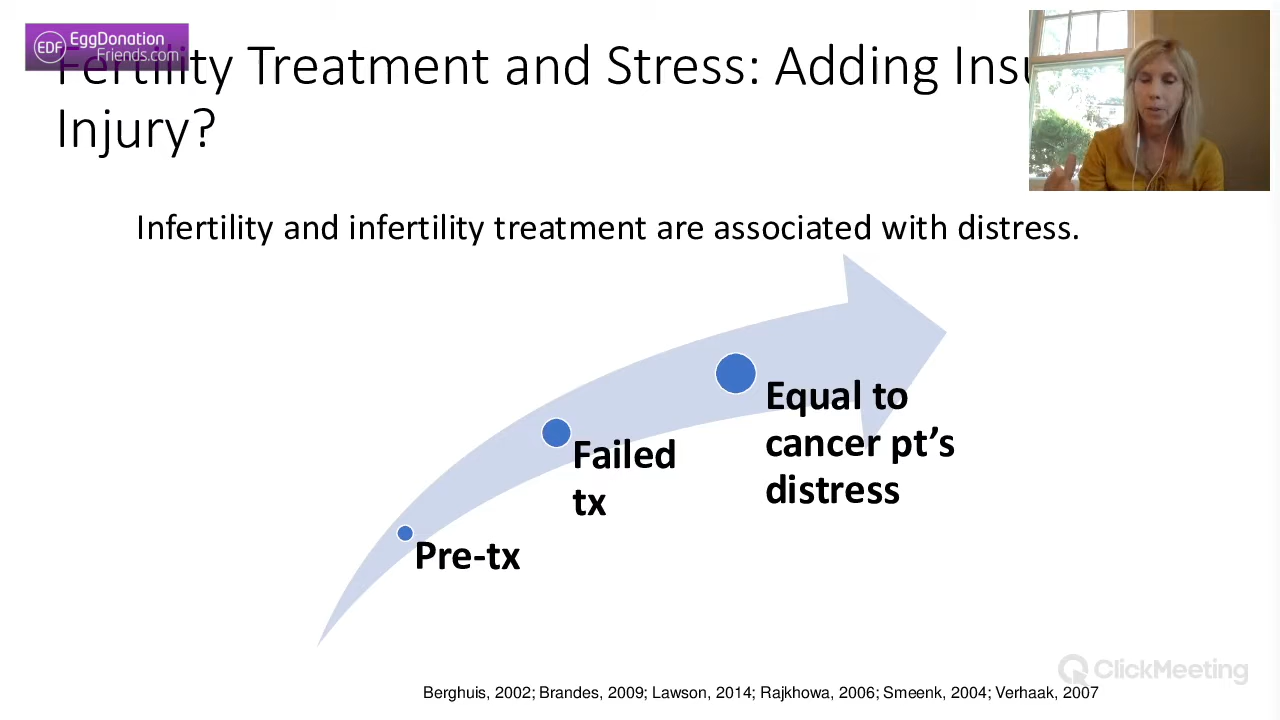 EDF EggDonation
Friends.com
Fertility Treatment and Stress: Adding
Injury?
Infertility and infertility treatment are associated with distress.
Equal to
cancer pt's
distress
Failed
tx
Pre-tx
ClickMeeting
Berghuis, 2002; Brandes, 2009; Lawson, 2014; Rajkhowa, 2006; Smeenk, 2004; Verhaak, 2007